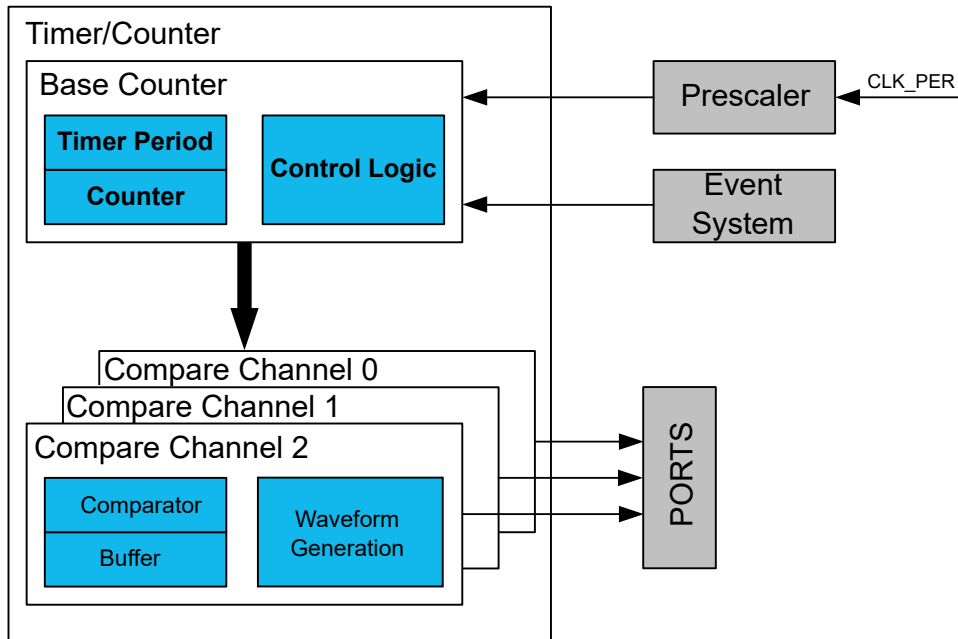 Timer/Counter
Base Counter
Timer Period
Counter
Control Logic
Prescaler
CLK_PER
Event
System
Compare Channel 0
Compare Channel 1
Compare Channel 2
Comparator
Buffer
Waveform
Generation
PORTS